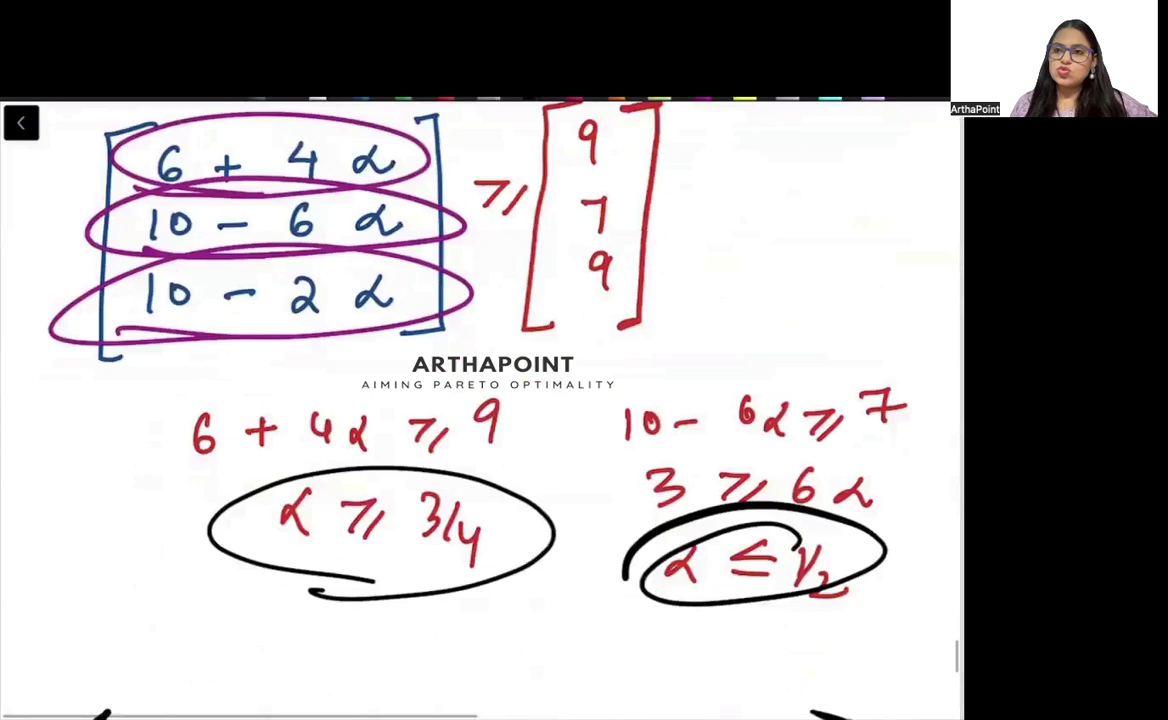 6 + 4 α
10 - 6 α
10 - 2 α
≥
9
7
9
ARTHAPOINT
AIMING PARETO OPTIMALITY
6 + 4α ≥ 9
α ≥ 3/4
10 - 6α ≥ 7
3 ≥ 6α
α ≤ 1/2
ArthaPoint